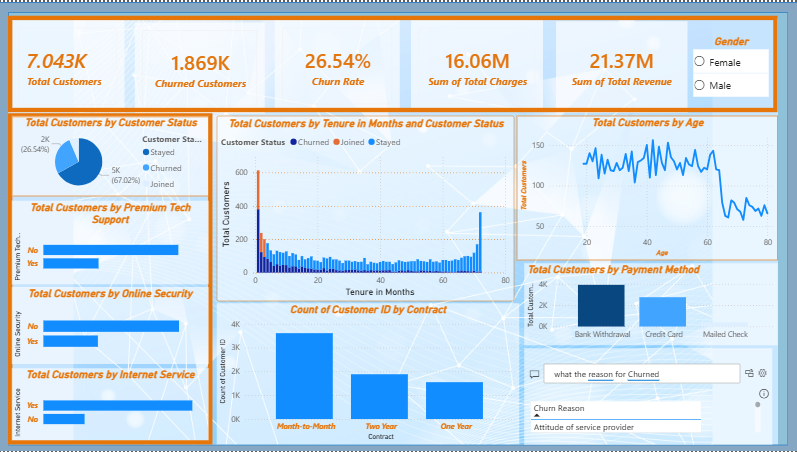 7.043K
Total Customers
1.869K
Churned Customers
26.54%
Churn Rate
16.06M
Sum of Total Charges
21.37M
Sum of Total Revenue
Gender
Female
Male
Total Customers by Customer Status
2K
(26.54%)
5K
(67.02%)
Customer Sta...
Stayed
Churned
Joined
Total Customers by Premium Tech
Support
Premium Tech...
No
Yes
Total Customers by Online Security
Online Security
No
Yes
Total Customers by Internet Service
Internet Service
Yes
No
Total Customers by Tenure in Months and Customer Status
Customer Status Churned Joined Stayed
Total Customers
600
400
200
0
0 20 40 60 80
Tenure in Months
Count of Customer ID by Contract
Count of Customer ID
4K
3K
2K
1K
0K
Month-to-Month Two Year One Year
Contract
Total Customers by Age
Total Customers
150
100
50
20 40 60 80
Age
Total Customers by Payment Method
Total Custom...
4K
2K
0K
Bank Withdrawal Credit Card Mailed Check
what the reason for Churned
Churn Reason
Attitude of service provider